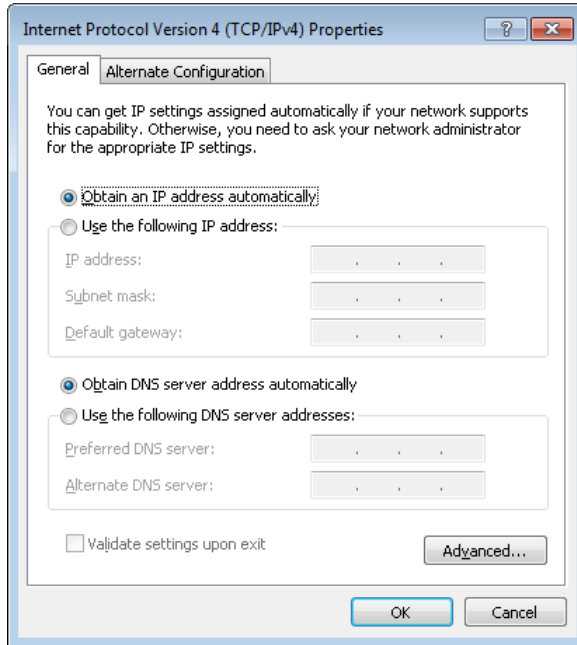 Internet Protocol Version 4 (TCP/IPv4) Properties
General
Alternate Configuration
You can get IP settings assigned automatically if your network supports
this capability. Otherwise, you need to ask your network administrator
for the appropriate IP settings.
Obtain an IP address automatically
Use the following IP address:
IP address:
Subnet mask:
Default gateway:
Obtain DNS server address automatically
Use the following DNS server addresses:
Preferred DNS server:
Alternate DNS server:
Validate settings upon exit
Advanced...
OK
Cancel